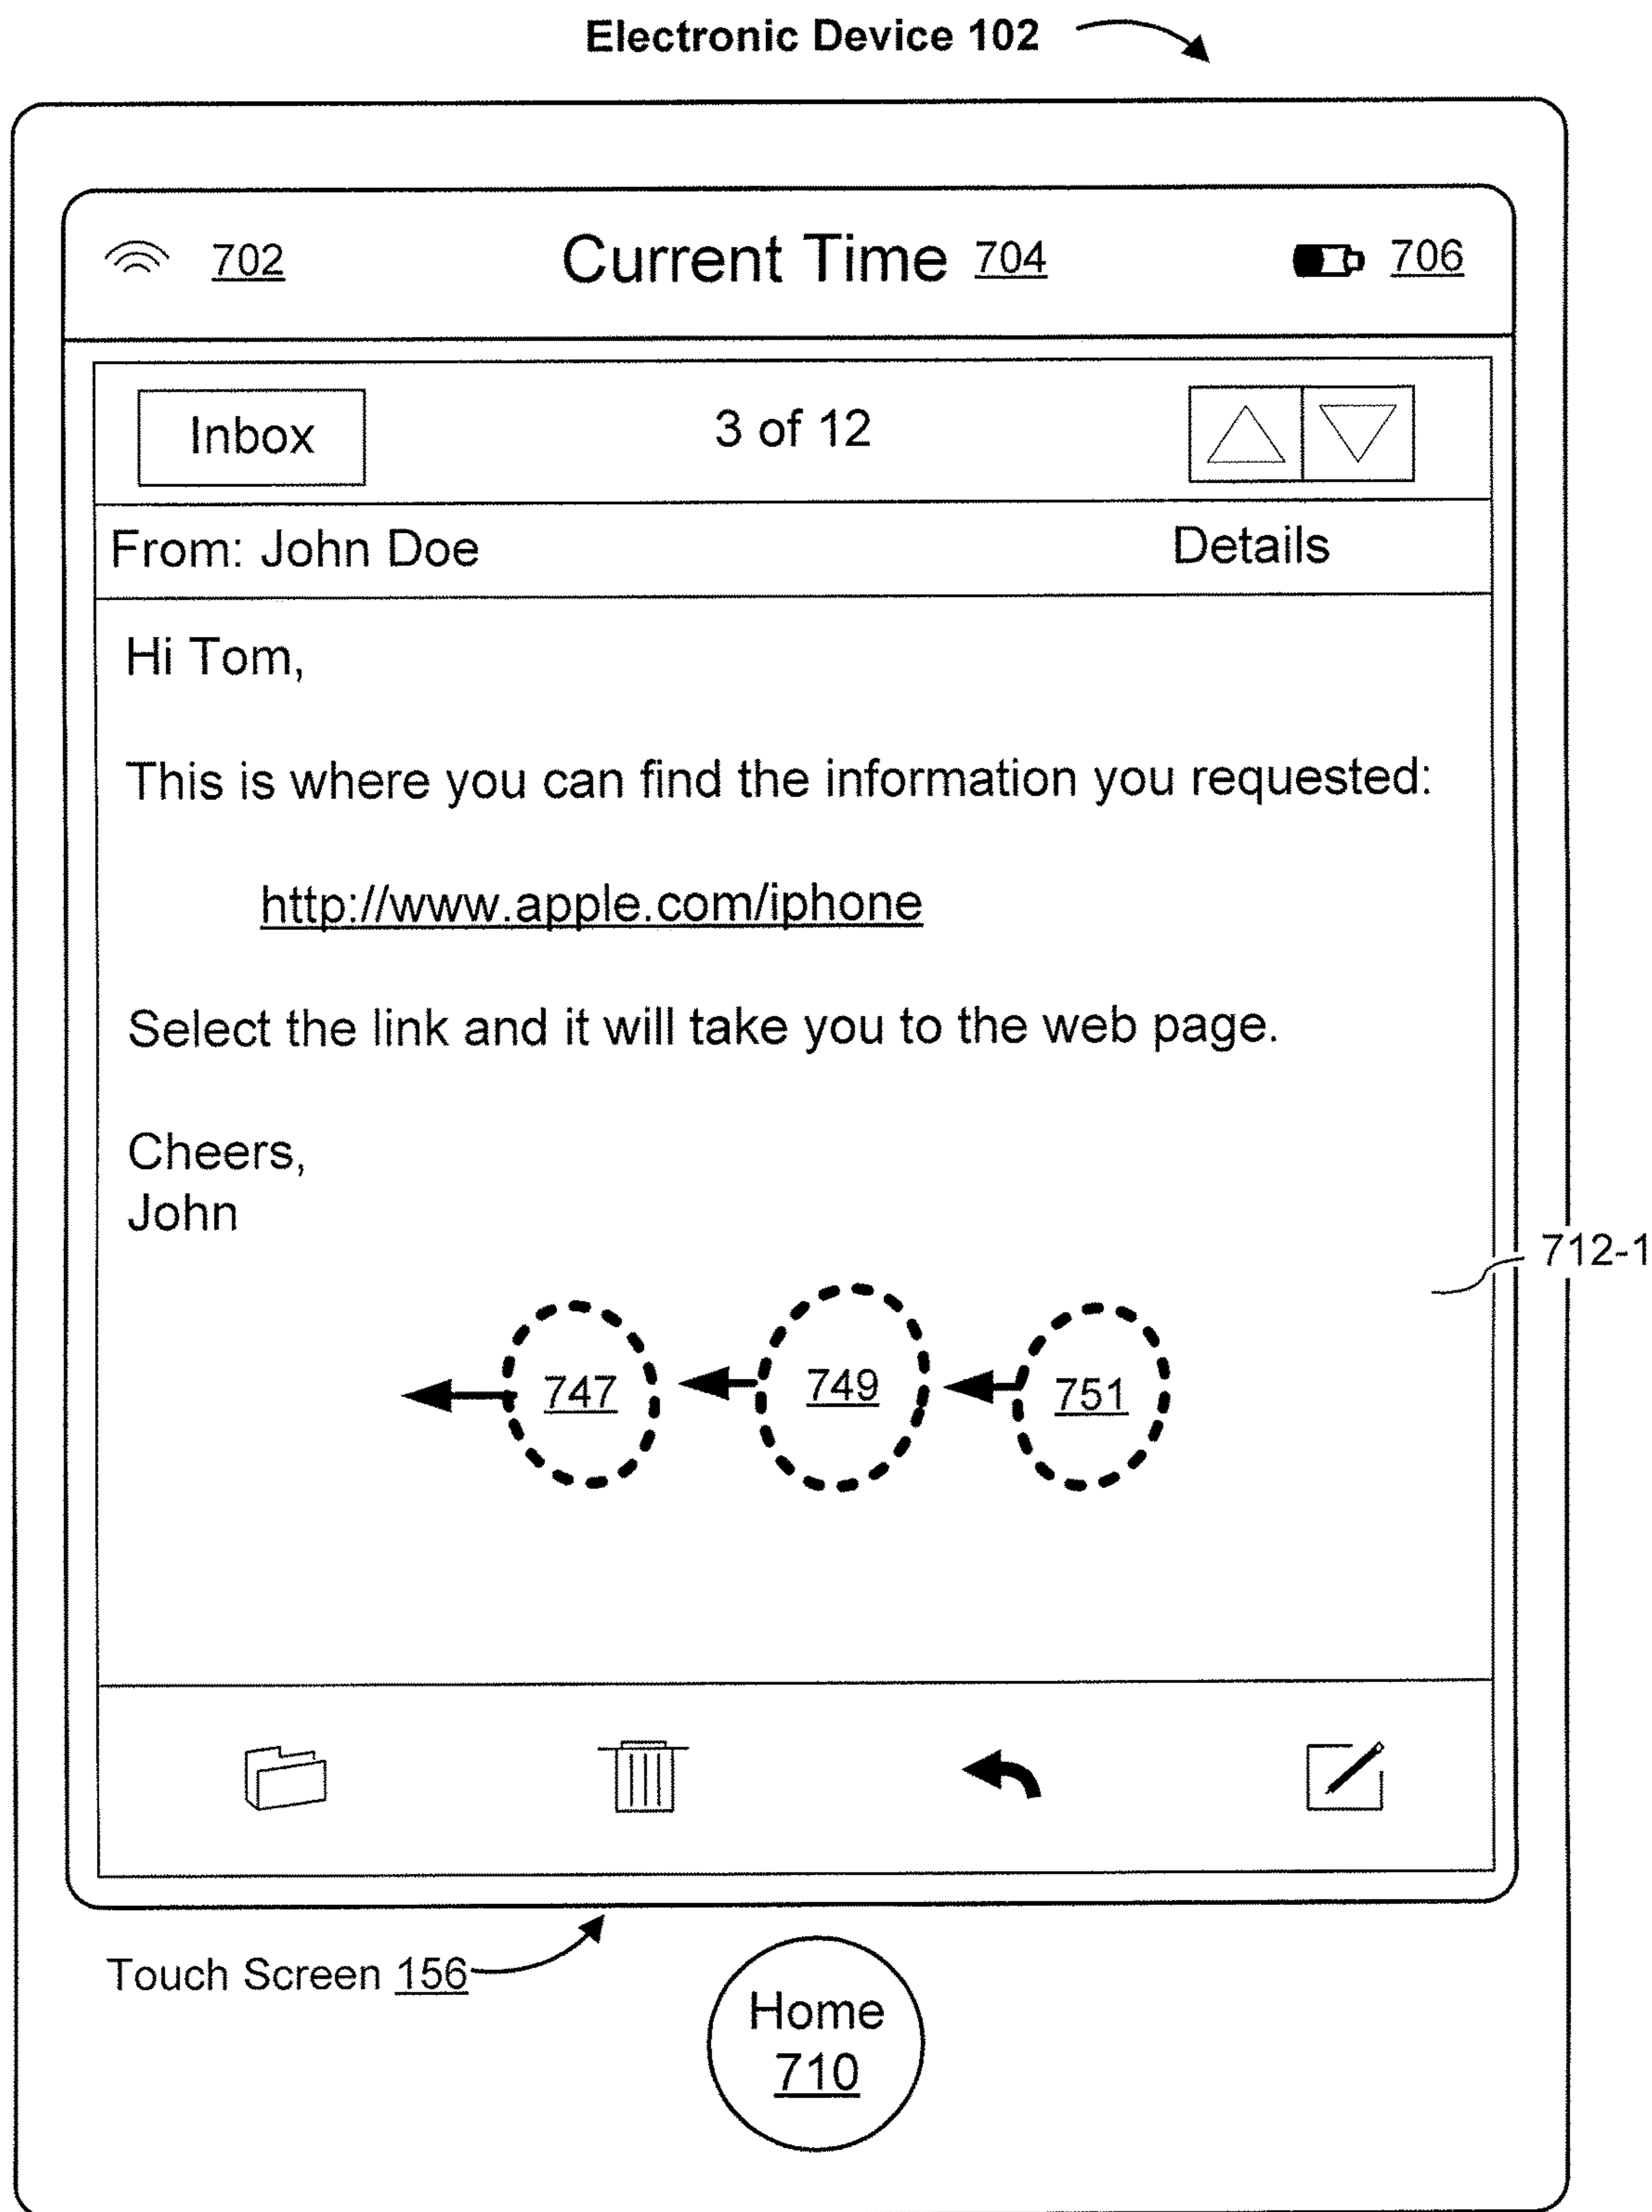 Electronic Device 102
702 Current Time 704 706
Inbox 3 of 12
From: John Doe Details
Hi Tom,
This is where you can find the information you requested:
http://www.apple.com/iphone
Select the link and it will take you to the web page.
Cheers,
John
712-1
747 749 751
Touch Screen 156
Home
710